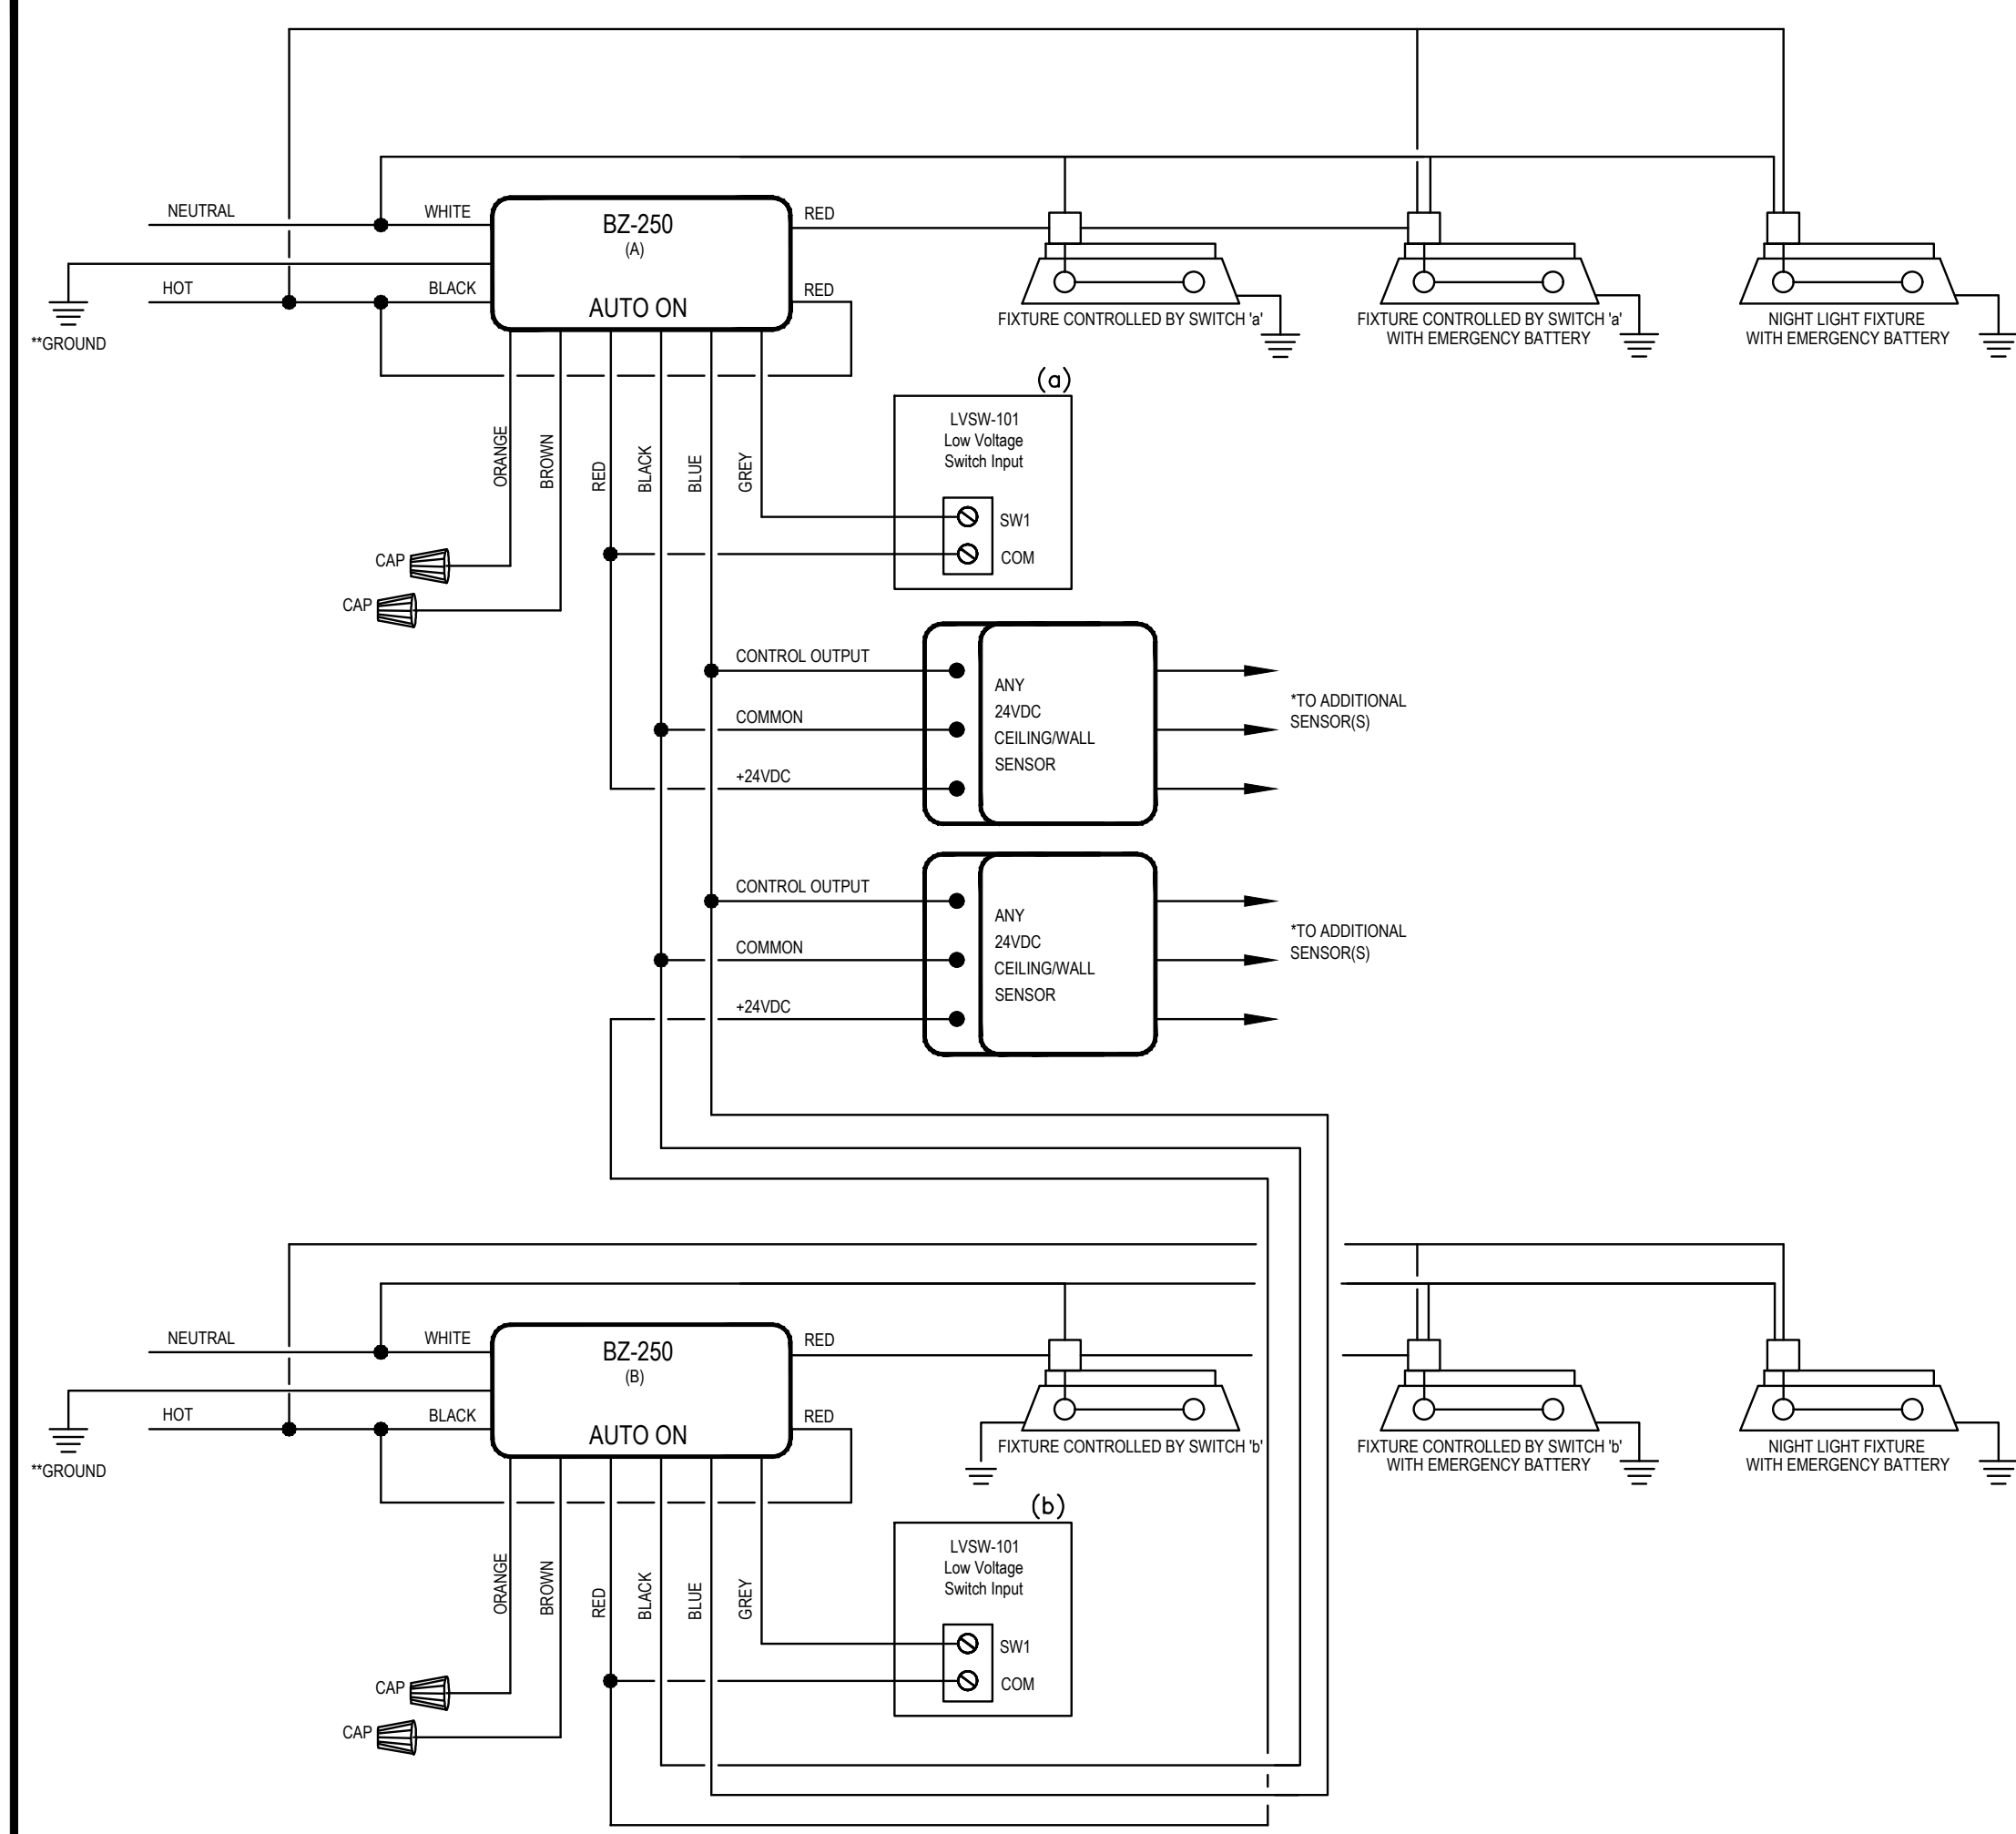 NEUTRAL
WHITE
BZ-250
(A)
RED
HOT
BLACK
AUTO ON
RED
**GROUND
FIXTURE CONTROLLED BY SWITCH 'a'
FIXTURE CONTROLLED BY SWITCH 'a'
WITH EMERGENCY BATTERY
NIGHT LIGHT FIXTURE
WITH EMERGENCY BATTERY
ORANGE
BROWN
RED
BLACK
BLUE
GREY
(a)
LVSW-101
Low Voltage
Switch Input
SW1
COM
CAP
CAP
CONTROL OUTPUT
COMMON
+24VDC
ANY
24VDC
CEILING/WALL
SENSOR
*TO ADDITIONAL
SENSOR(S)
CONTROL OUTPUT
COMMON
+24VDC
ANY
24VDC
CEILING/WALL
SENSOR
*TO ADDITIONAL
SENSOR(S)
NEUTRAL
WHITE
BZ-250
(B)
RED
HOT
BLACK
AUTO ON
RED
**GROUND
FIXTURE CONTROLLED BY SWITCH 'b'
FIXTURE CONTROLLED BY SWITCH 'b'
WITH EMERGENCY BATTERY
NIGHT LIGHT FIXTURE
WITH EMERGENCY BATTERY
ORANGE
BROWN
RED
BLACK
BLUE
GREY
(b)
LVSW-101
Low Voltage
Switch Input
SW1
COM
CAP
CAP